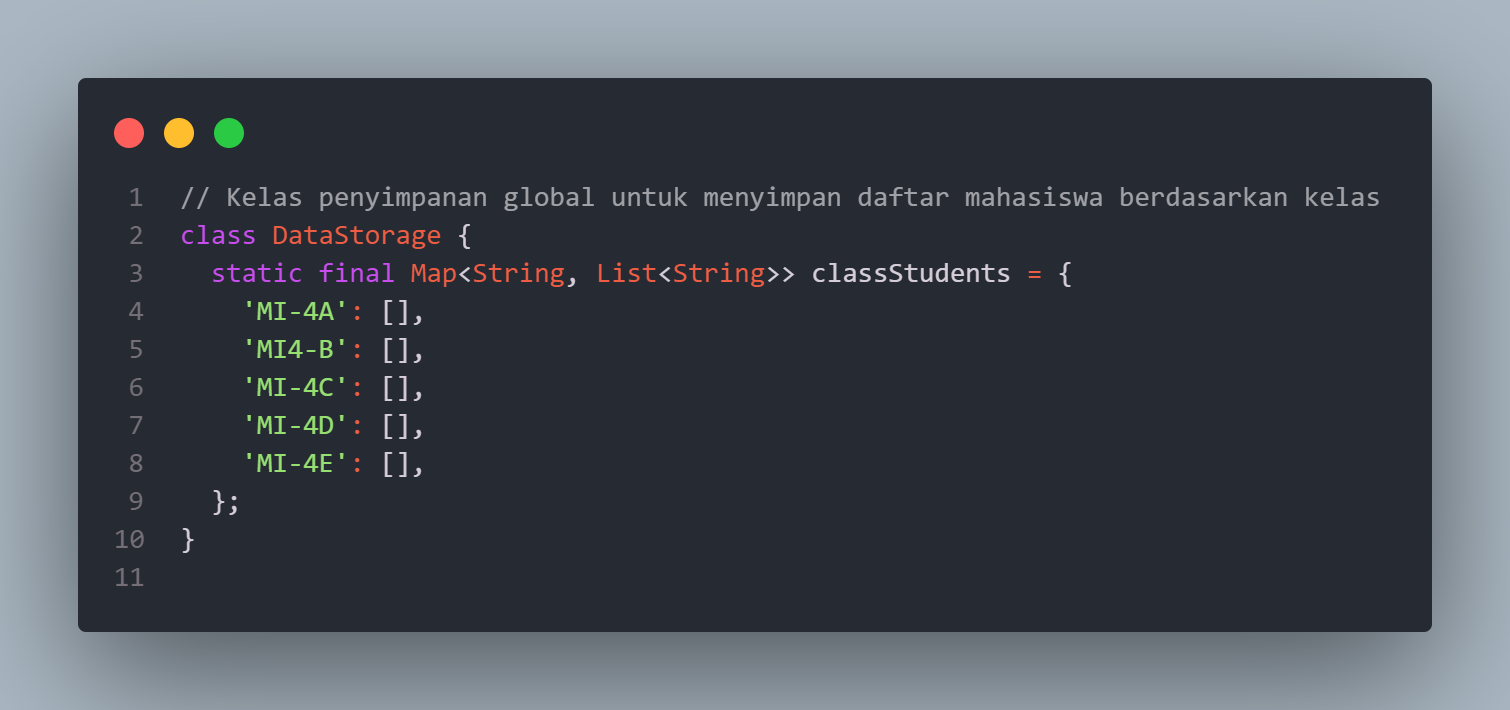 1 // Kelas penyimpanan global untuk menyimpan daftar mahasiswa berdasarkan kelas
2 class DataStorage {
3   static final Map<String, List<String>> classStudents = {
4     'MI-4A': [],
5     'MI4-B': [],
6     'MI-4C': [],
7     'MI-4D': [],
8     'MI-4E': [],
9   };
10 }
11